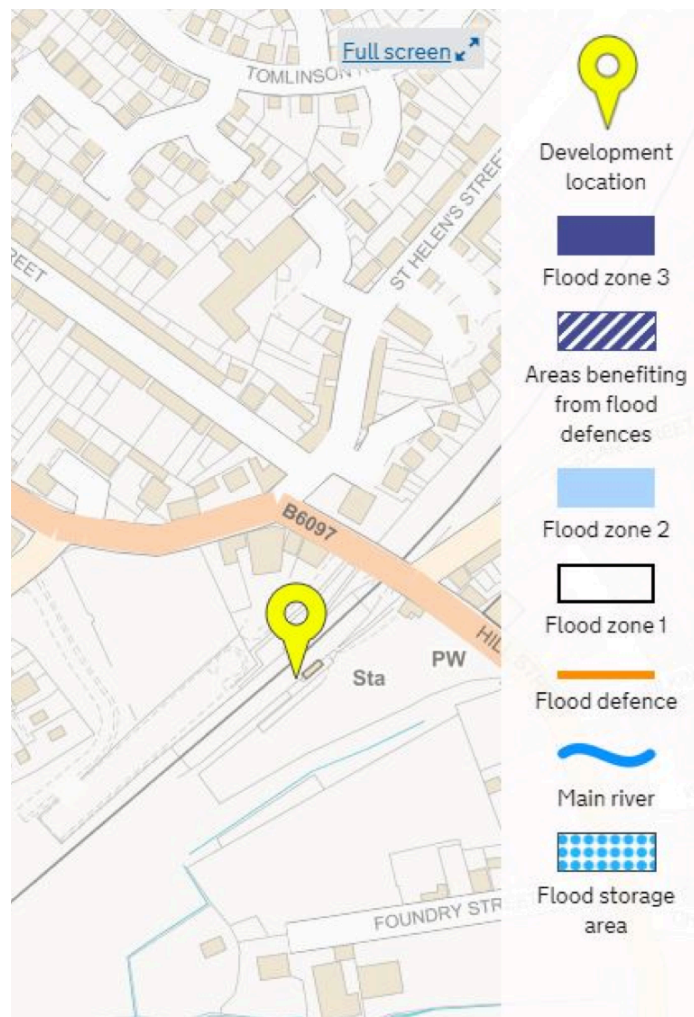 Full screen
TOMLINSON R
ST HELEN'S STREET
REET
B6097
HIL
PW
Sta
FOUNDRY STRE
Development
location
Flood zone 3
Areas benefiting
from flood
defences
Flood zone 2
Flood zone 1
Flood defence
Main river
Flood storage
area